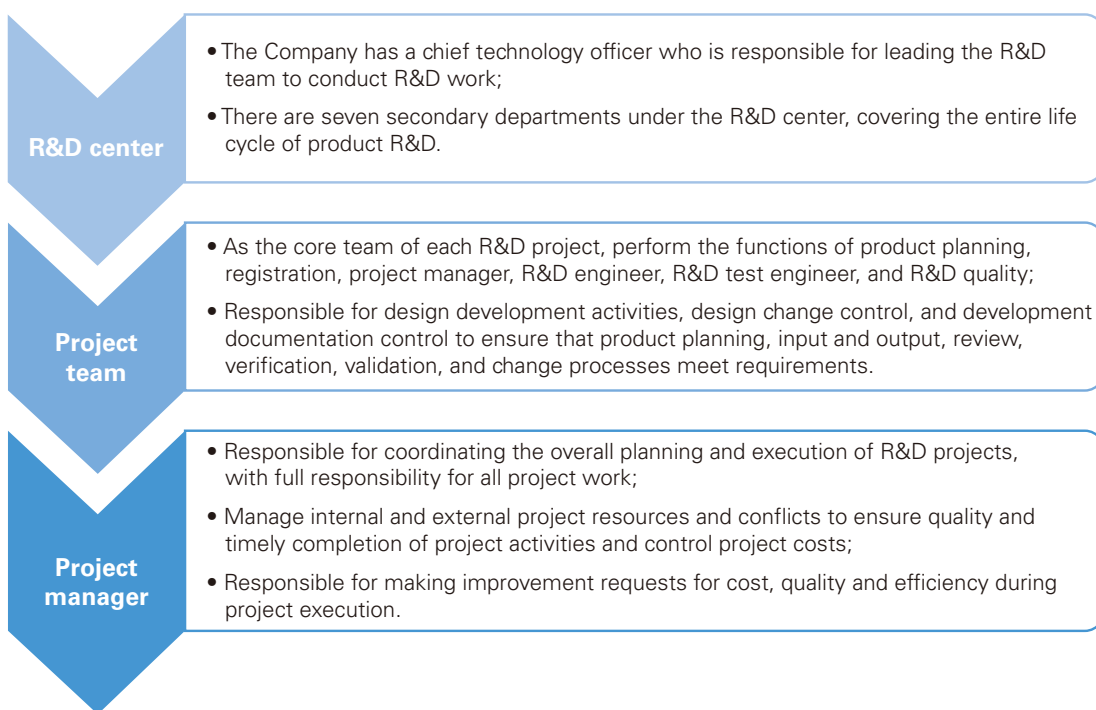 R&D center
• The Company has a chief technology officer who is responsible for leading the R&D
team to conduct R&D work;
• There are seven secondary departments under the R&D center, covering the entire life
cycle of product R&D.
Project
team
• As the core team of each R&D project, perform the functions of product planning,
registration, project manager, R&D engineer, R&D test engineer, and R&D quality;
• Responsible for design development activities, design change control, and development
documentation control to ensure that product planning, input and output, review,
verification, validation, and change processes meet requirements.
Project
manager
• Responsible for coordinating the overall planning and execution of R&D projects,
with full responsibility for all project work;
• Manage internal and external project resources and conflicts to ensure quality and
timely completion of project activities and control project costs;
• Responsible for making improvement requests for cost, quality and efficiency during
project execution.